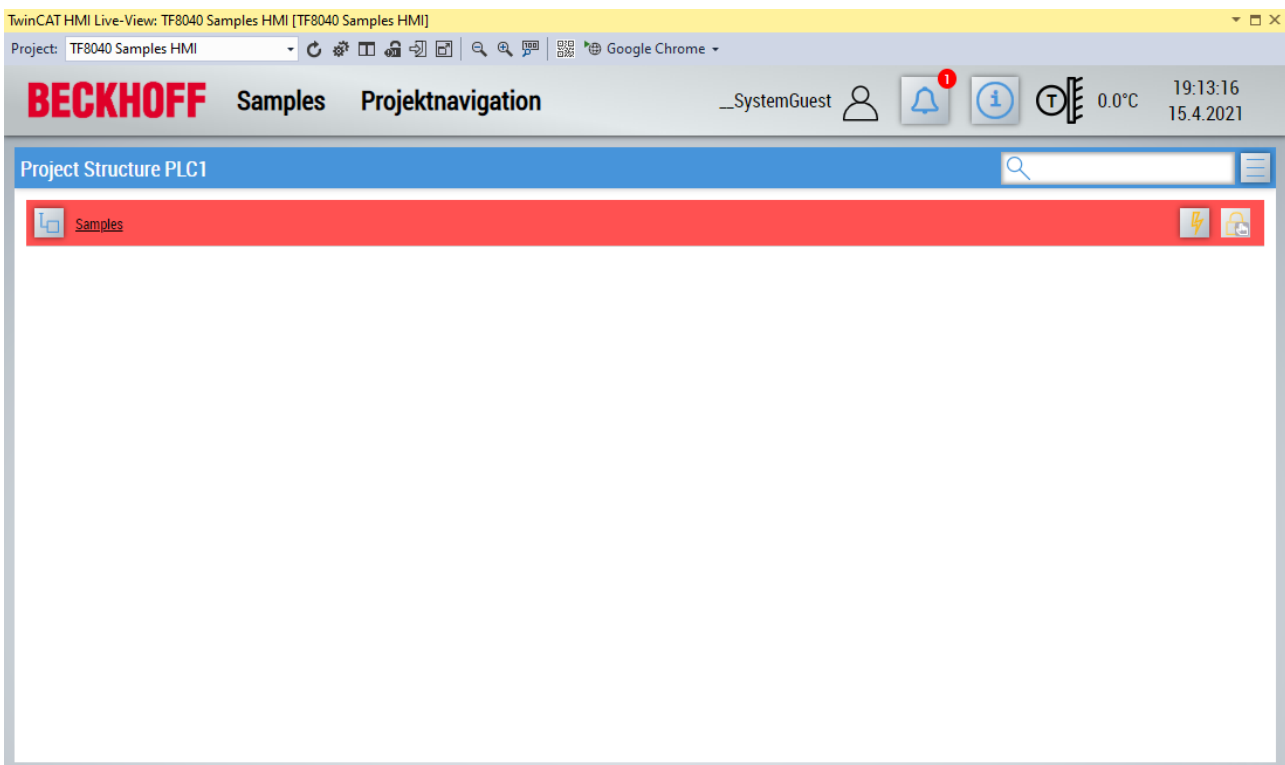 TwinCAT HMI Live-View: TF8040 Samples HMI [TF8040 Samples HMI]
Project: TF8040 Samples HMI Google Chrome
BECKHOFF Samples Projektnavigation __SystemGuest 1 i T 0.0°C 19:13:16
15.4.2021
Project Structure PLC1
Samples